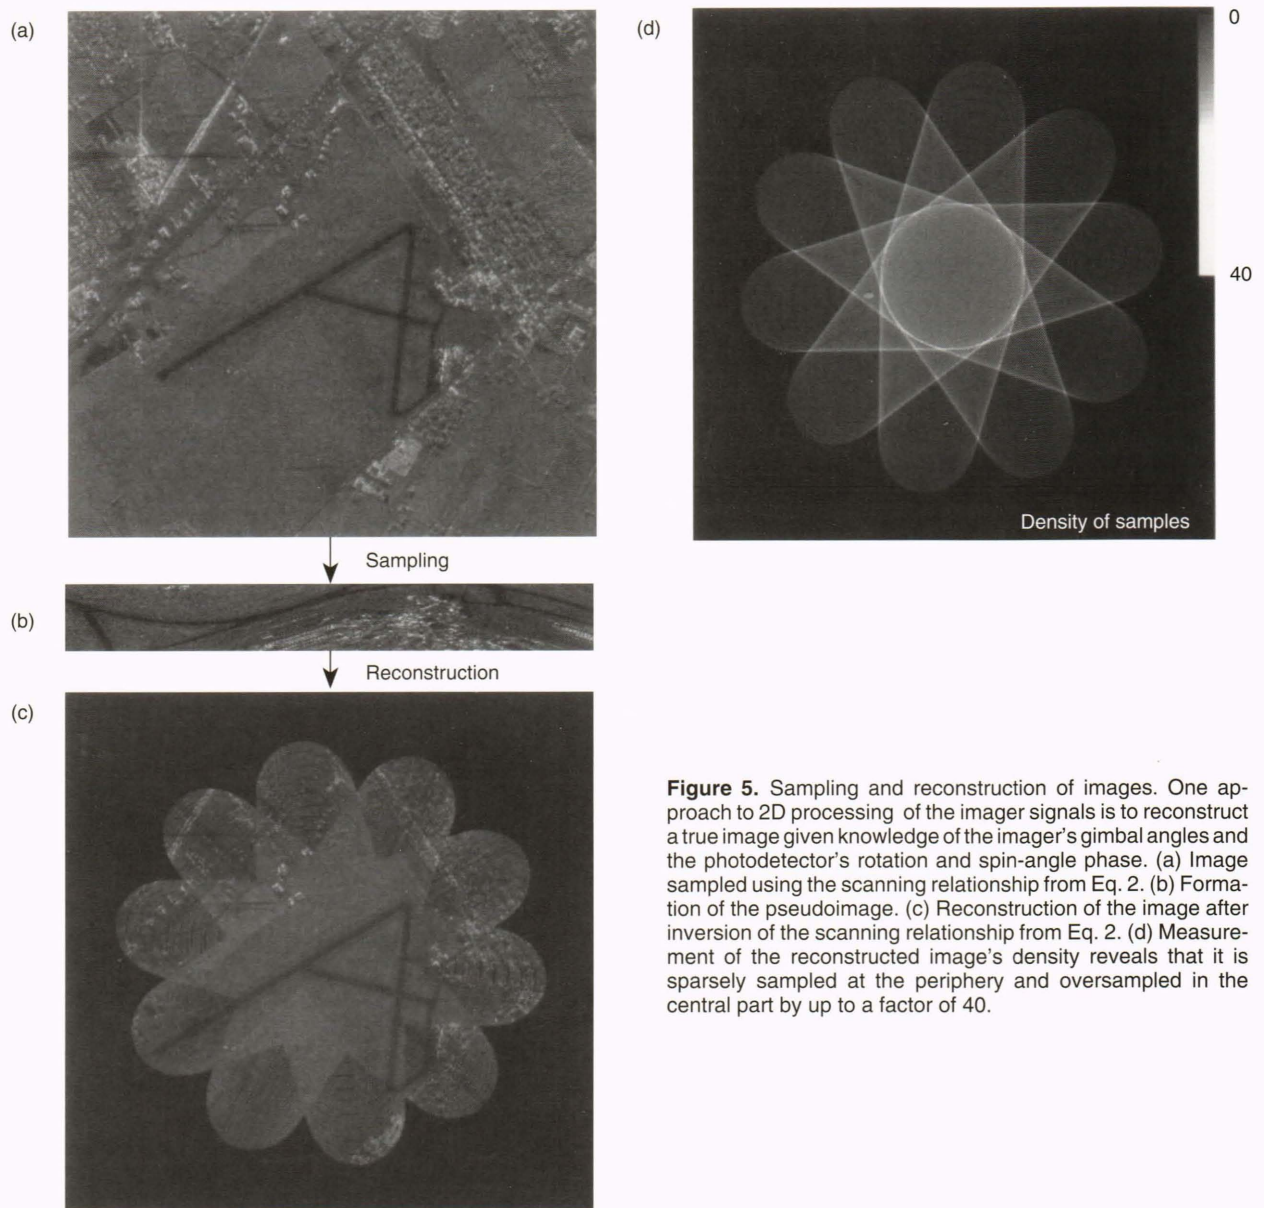 (a)
(d)
0
40
Density of samples
Sampling
(b)
Reconstruction
(c)
Figure 5. Sampling and reconstruction of images. One ap-
proach to 2D processing of the imager signals is to reconstruct
a true image given knowledge of the imager's gimbal angles and
the photodetector's rotation and spin-angle phase. (a) Image
sampled using the scanning relationship from Eq. 2. (b) Forma-
tion of the pseudoimage. (c) Reconstruction of the image after
inversion of the scanning relationship from Eq. 2. (d) Measure-
ment of the reconstructed image's density reveals that it is
sparsely sampled at the periphery and oversampled in the
central part by up to a factor of 40.